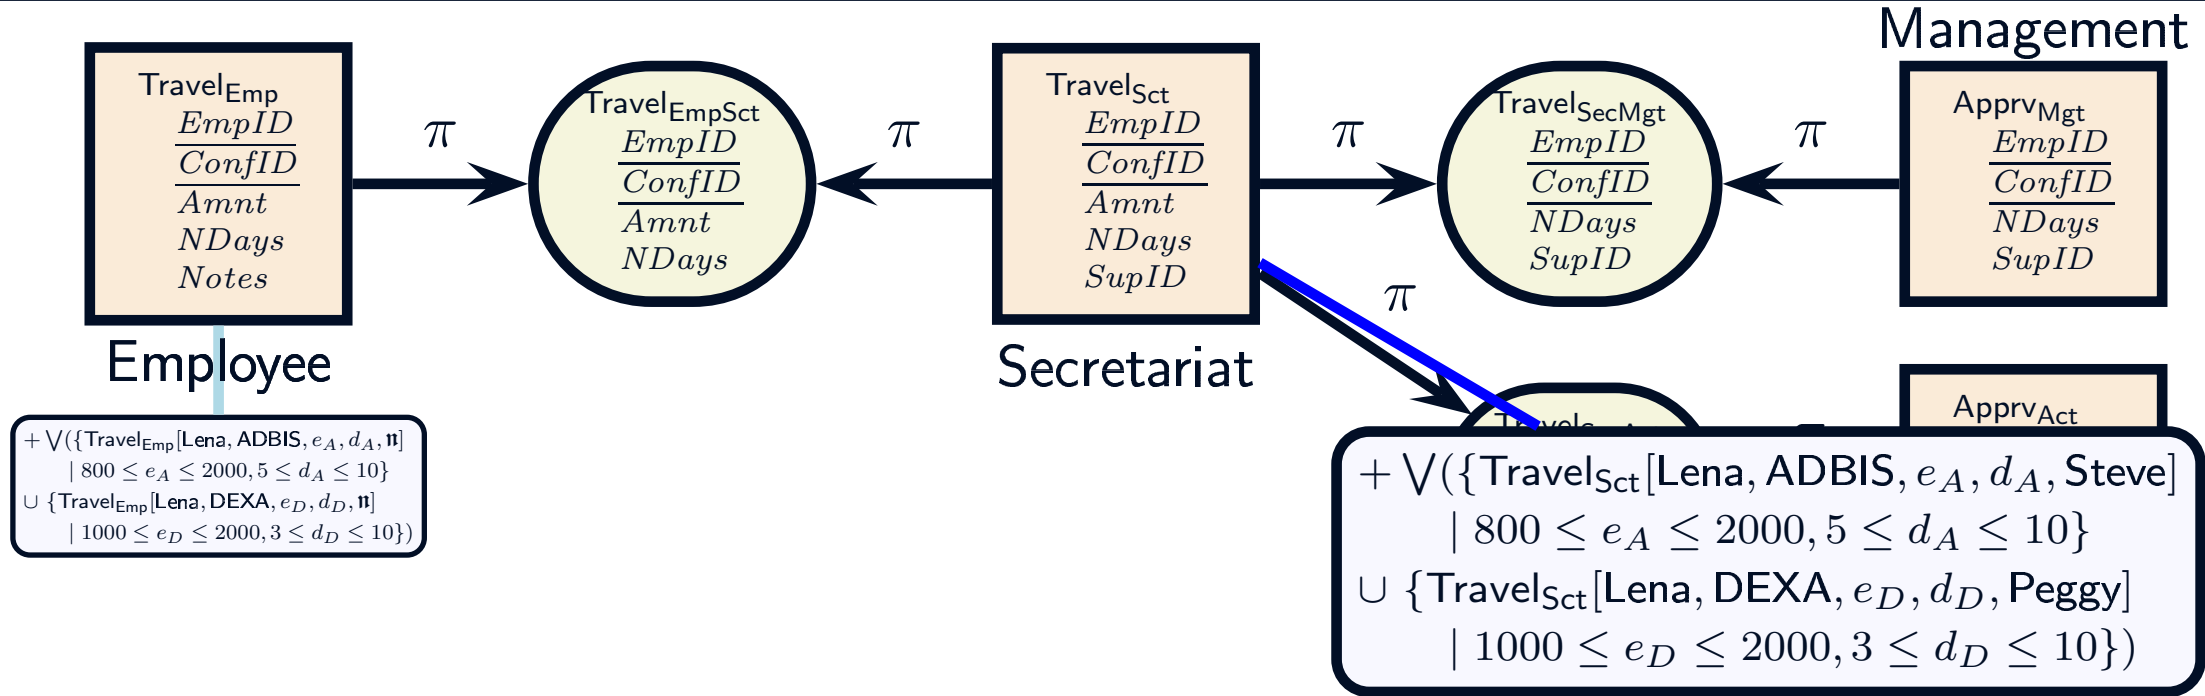 Management
Travel_Emp
EmpID
ConfID
Amnt
NDays
Notes
π
Travel_EmpSct
EmpID
ConfID
Amnt
NDays
π
Travel_Sct
EmpID
ConfID
Amnt
NDays
SupID
π
Travel_SecMgt
EmpID
ConfID
NDays
SupID
π
Apprv_Mgt
EmpID
ConfID
NDays
SupID
Employee
Secretariat
π
Apprv_Act
+ ⋁({Travel_Emp[Lena, ADBIS, e_A, d_A, 𝔫]
| 800 ≤ e_A ≤ 2000, 5 ≤ d_A ≤ 10}
∪ {Travel_Emp[Lena, DEXA, e_D, d_D, 𝔫]
| 1000 ≤ e_D ≤ 2000, 3 ≤ d_D ≤ 10})
+ ⋁({Travel_Sct[Lena, ADBIS, e_A, d_A, Steve]
| 800 ≤ e_A ≤ 2000, 5 ≤ d_A ≤ 10}
∪ {Travel_Sct[Lena, DEXA, e_D, d_D, Peggy]
| 1000 ≤ e_D ≤ 2000, 3 ≤ d_D ≤ 10})